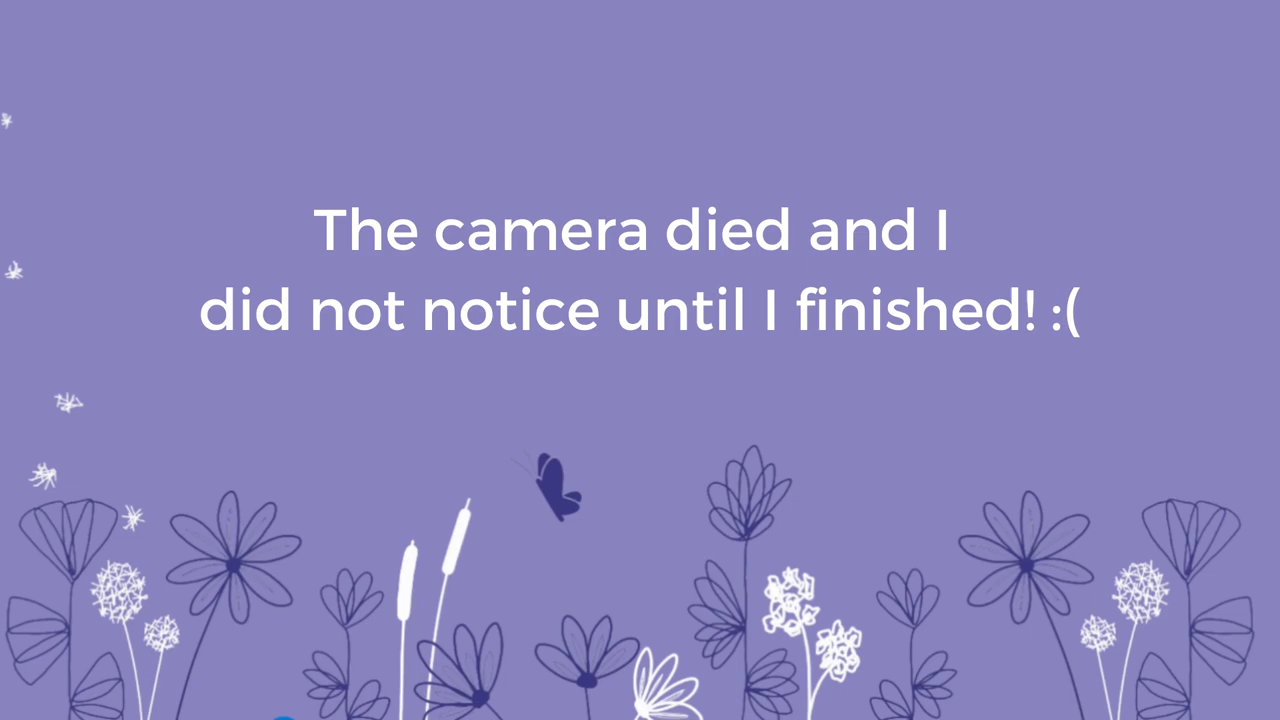 The camera died and I
did not notice until I finished! :(